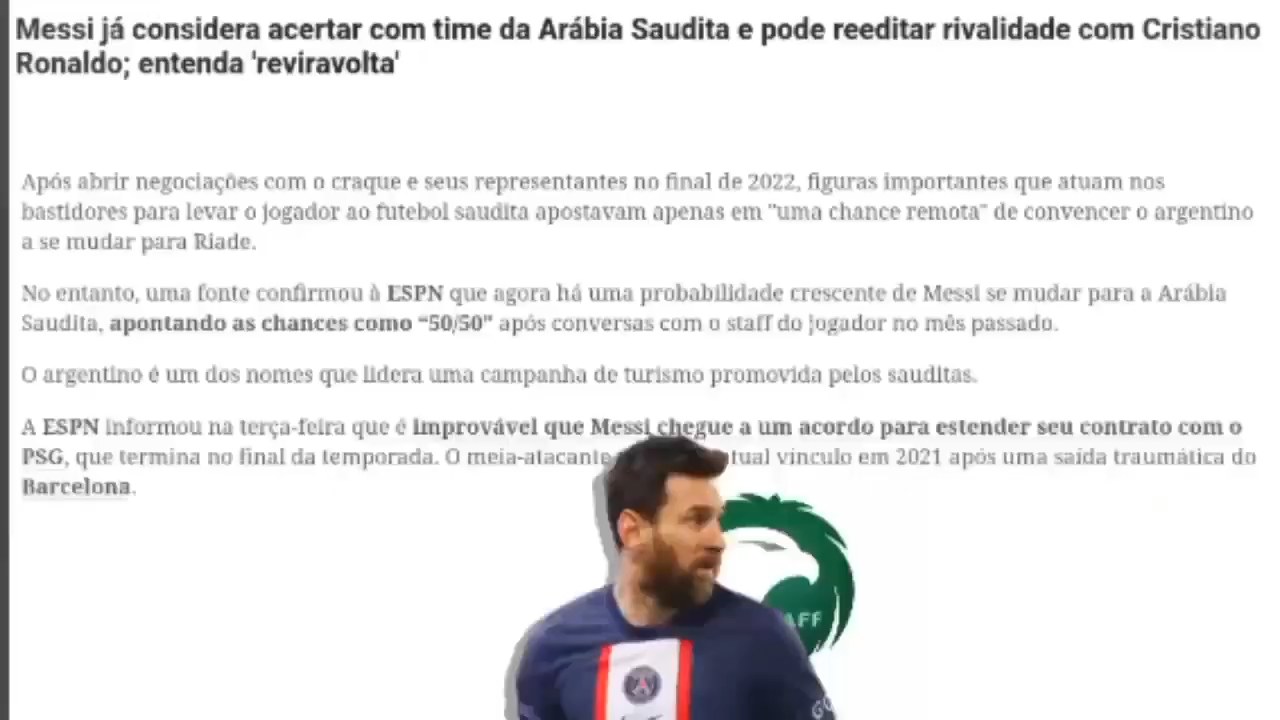 Messi já considera acertar com time da Arábia Saudita e pode reeditar rivalidade com Cristiano
Ronaldo; entenda 'reviravolta'
Após abrir negociações com o craque e seus representantes no final de 2022, figuras importantes que atuam nos
bastidores para levar o jogador ao futebol saudita apostavam apenas em "uma chance remota" de convencer o argentino
a se mudar para Riade.
No entanto, uma fonte confirmou à ESPN que agora há uma probabilidade crescente de Messi se mudar para a Arábia
Saudita, apontando as chances como “50/50” após conversas com o staff do jogador no mês passado.
O argentino é um dos nomes que lidera uma campanha de turismo promovida pelos sauditas.
A ESPN informou na terça-feira que é improvável que Messi chegue a um acordo para estender seu contrato com o
PSG, que termina no final da temporada. O meia-atacante tual vínculo em 2021 após uma saída traumática do
Barcelona.
AFF
GO